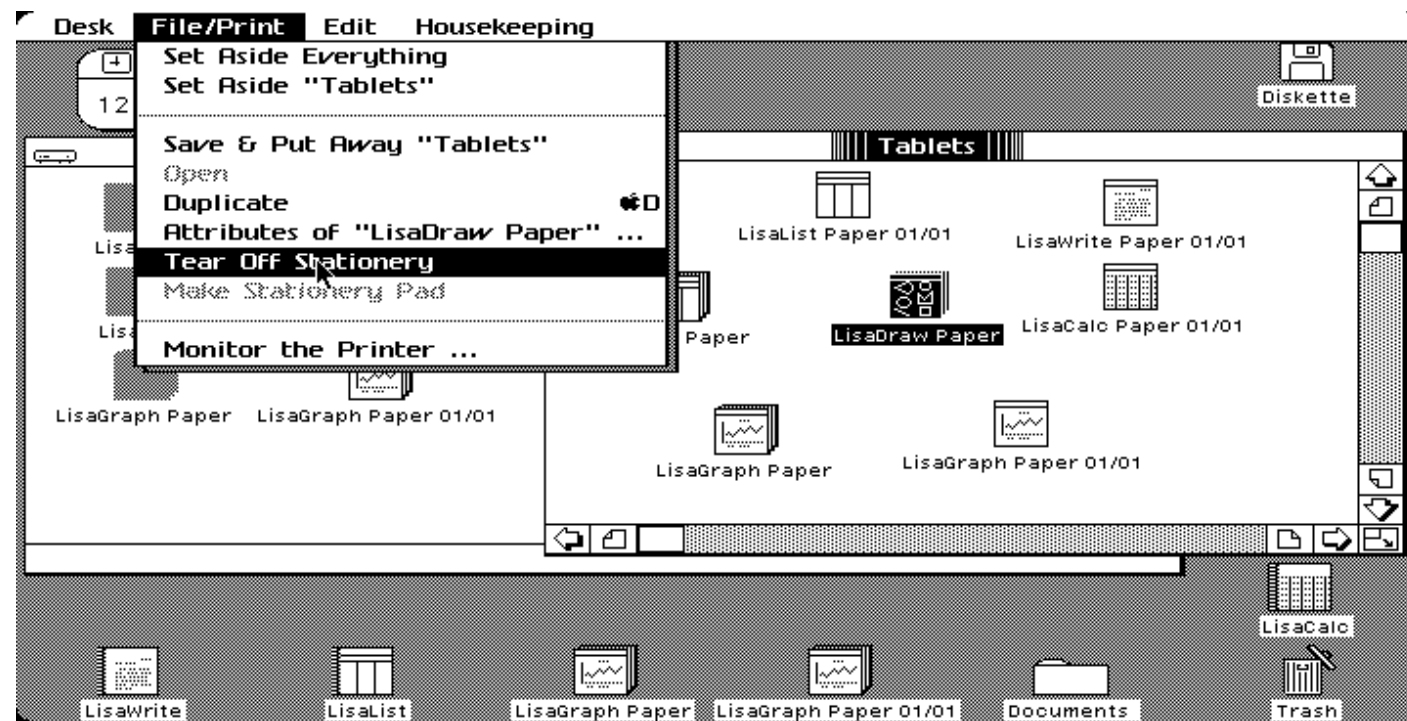 Desk File/Print Edit Housekeeping
Set Aside Everything
Set Aside "Tablets"
Save & Put Away "Tablets"
Open
Duplicate D
Attributes of "LisaDraw Paper" ...
Tear Off Stationery
Make Stationery Pad
Monitor the Printer ...
12
Diskette
Tablets
LisaList Paper 01/01
LisaWrite Paper 01/01
Paper
LisaDraw Paper
LisaCalc Paper 01/01
LisaGraph Paper
LisaGraph Paper 01/01
LisaGraph Paper
LisaGraph Paper 01/01
LisaCalc
LisaWrite
LisaList
LisaGraph Paper
LisaGraph Paper 01/01
Documents
Trash